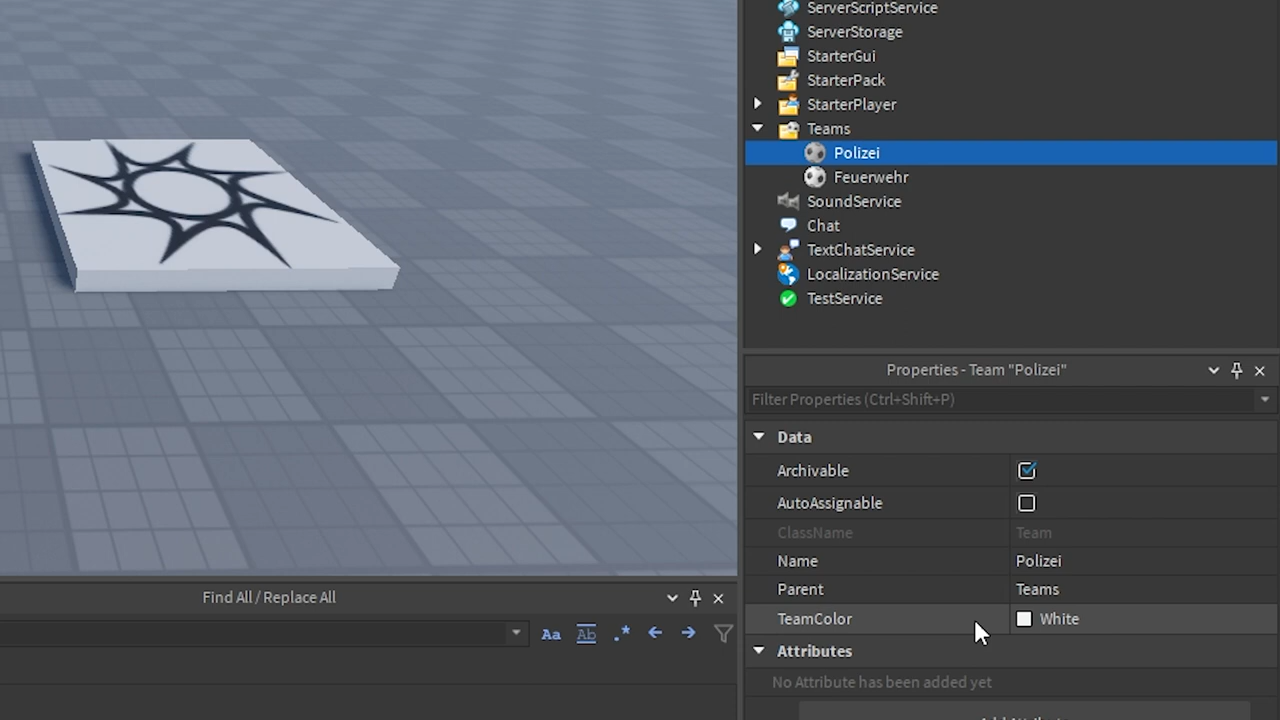 ServerScriptService
ServerStorage
StarterGui
StarterPack
StarterPlayer
Teams
Polizei
Feuerwehr
SoundService
Chat
TextChatService
LocalizationService
TestService
Properties - Team "Polizei"
Filter Properties (Ctrl+Shift+P)
Data
Archivable
AutoAssignable
ClassName Team
Name Polizei
Parent Teams
TeamColor White
Attributes
No Attribute has been added yet
Find All / Replace All
Aa Ab .*